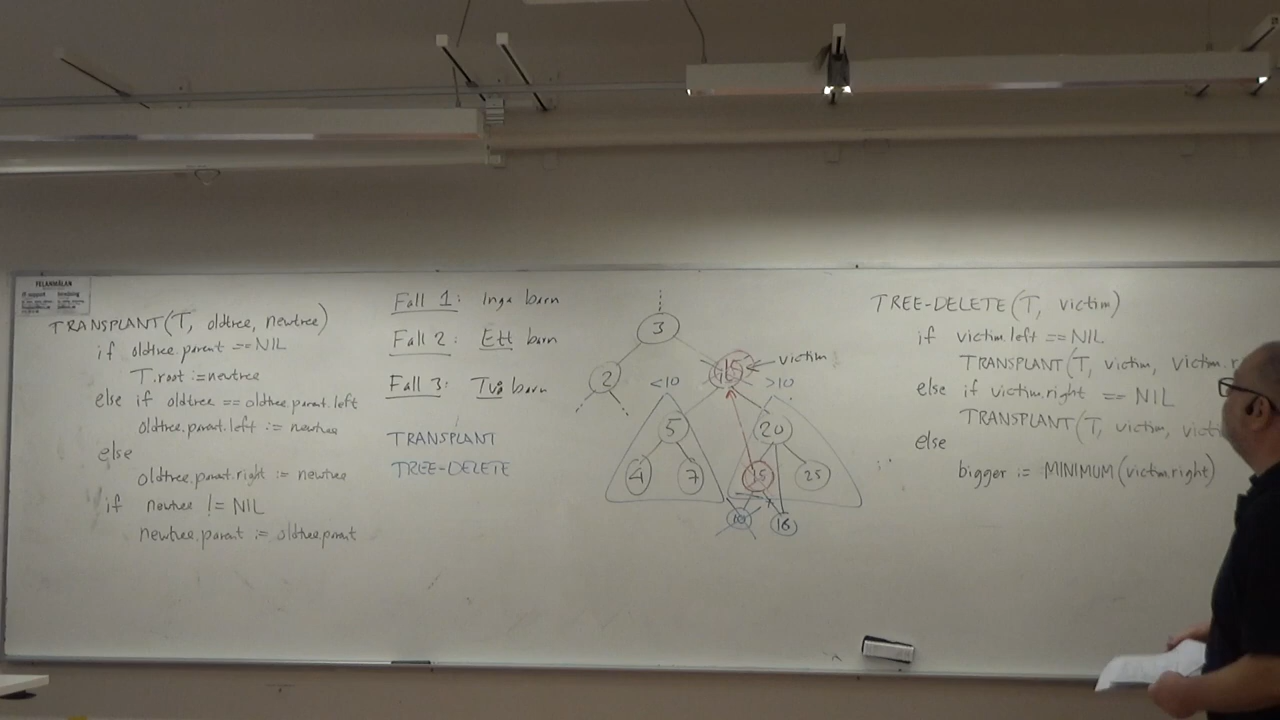 FELANMÄLAN
TRANSPLANT(T, oldtree, newtree)
if oldtree.parent == NIL
T.root := newtree
else if oldtree == oldtree.parent.left
oldtree.parent.left := newtree
else
oldtree.parent.right := newtree
if newtree != NIL
newtree.parent := oldtree.parent
Fall 1: Inga barn
Fall 2: Ett barn
Fall 3: Två barn
TRANSPLANT
TREE-DELETE
3
2
15
victim
<10
>10
5
20
4
7
15
25
16
TREE-DELETE(T, victim)
if victim.left == NIL
TRANSPLANT(T, victim, victim.r
else if victim.right == NIL
TRANSPLANT(T, victim, victi
else
bigger := MINIMUM(victim.right)